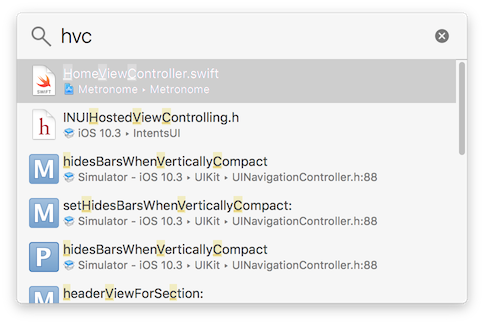 hvc
SWIFT
HomeViewController.swift
Metronome ▸ Metronome
h
INUIHostedViewControlling.h
iOS 10.3 ▸ IntentsUI
M
hidesBarsWhenVerticallyCompact
Simulator - iOS 10.3 ▸ UIKit ▸ UINavigationController.h:88
M
setHidesBarsWhenVerticallyCompact:
Simulator - iOS 10.3 ▸ UIKit ▸ UINavigationController.h:88
P
hidesBarsWhenVerticallyCompact
Simulator - iOS 10.3 ▸ UIKit ▸ UINavigationController.h:88
M
headerViewForSection: